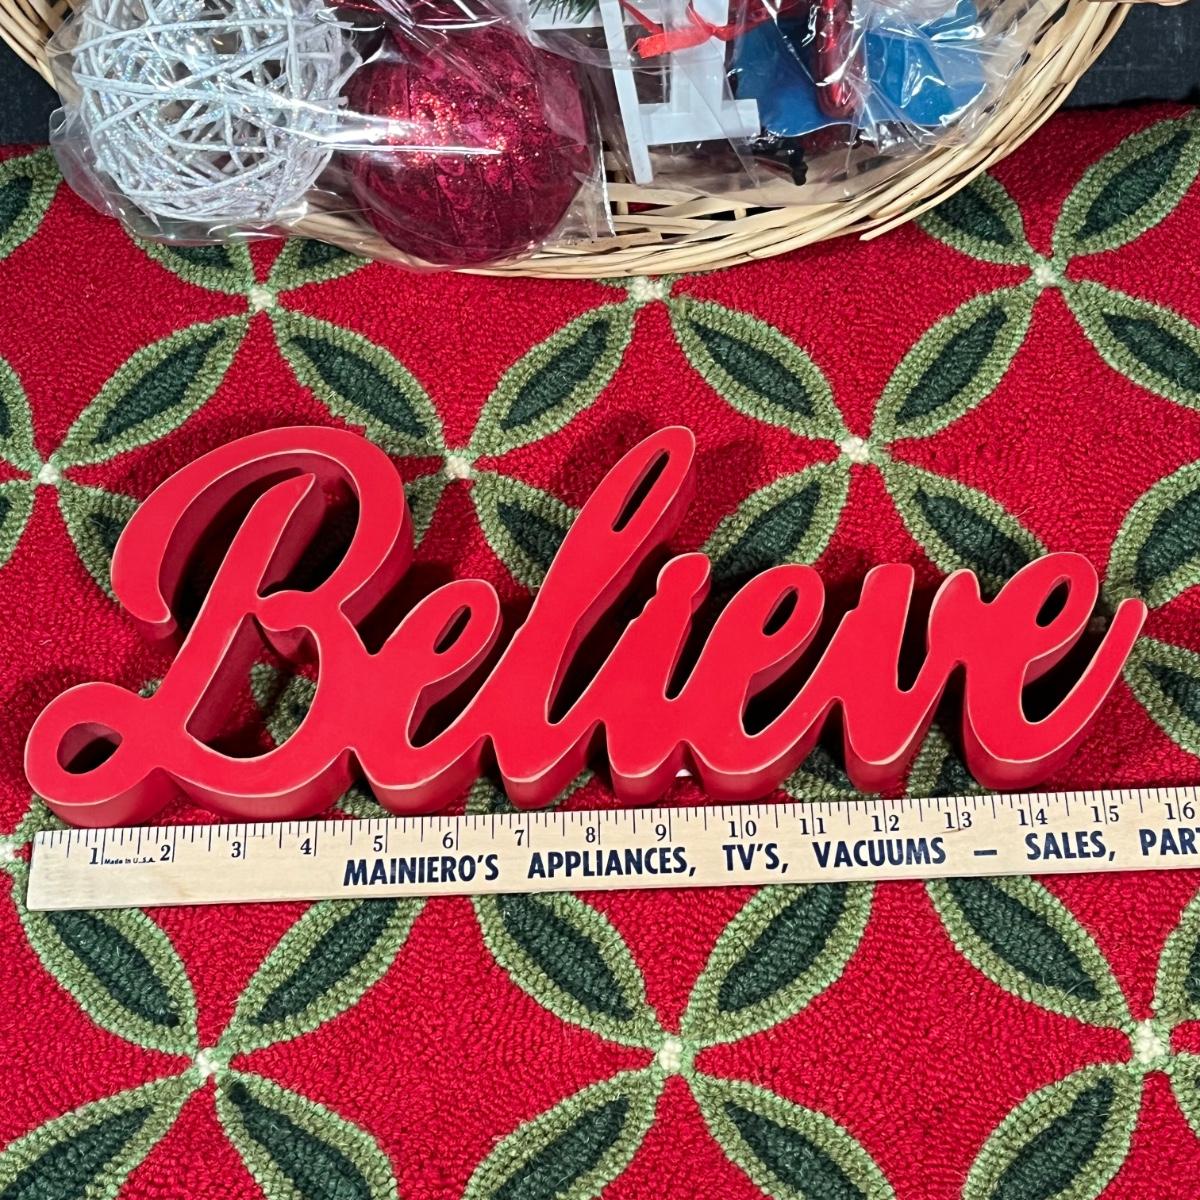 Believe
1 2 3 4 5 6 7 8 9 10 11 12 13 14 15 16
Made in U.S.A.
MAINIERO'S APPLIANCES, TV'S, VACUUMS — SALES, PAR